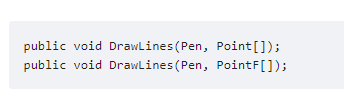 public void DrawLines(Pen, Point[]);
public void DrawLines(Pen, PointF[]);